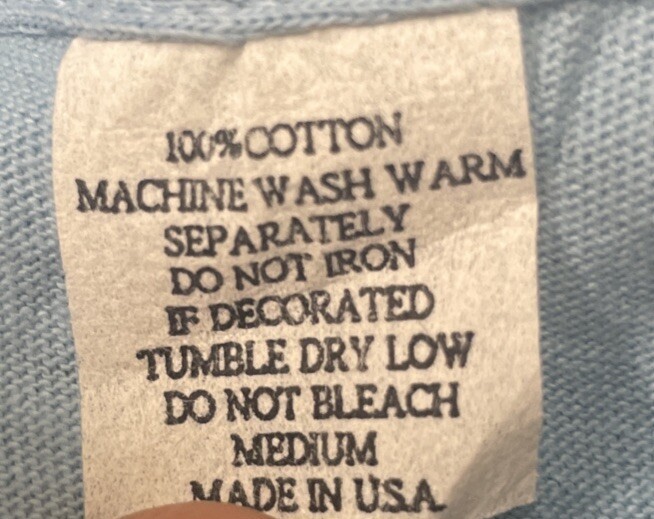 100% COTTON
MACHINE WASH WARM
SEPARATELY
DO NOT IRON
IF DECORATED
TUMBLE DRY LOW
DO NOT BLEACH
MEDIUM
MADE IN U.S.A.